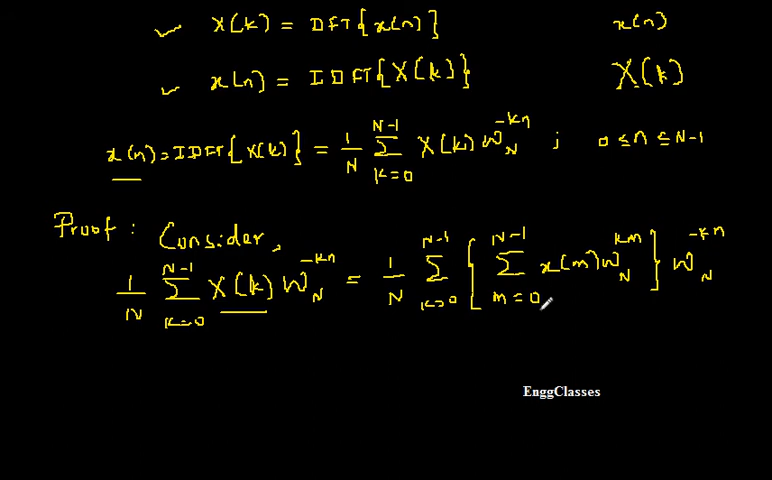 ✓ X(k) = DFT{x(n)} x(n)
✓ x(n) = IDFT{X(k)} X(k)
x(n) = IDFT{X(k)} = 1/N Σ_{k=0}^{N-1} X(k) W_N^{-kn} ; 0 ≤ n ≤ N-1
Proof : Consider,
1/N Σ_{k=0}^{N-1} X(k) W_N^{-kn} = 1/N Σ_{k=0}^{N-1} { Σ_{m=0}^{N-1} x(m) W_N^{km} } W_N^{-kn}
EnggClasses